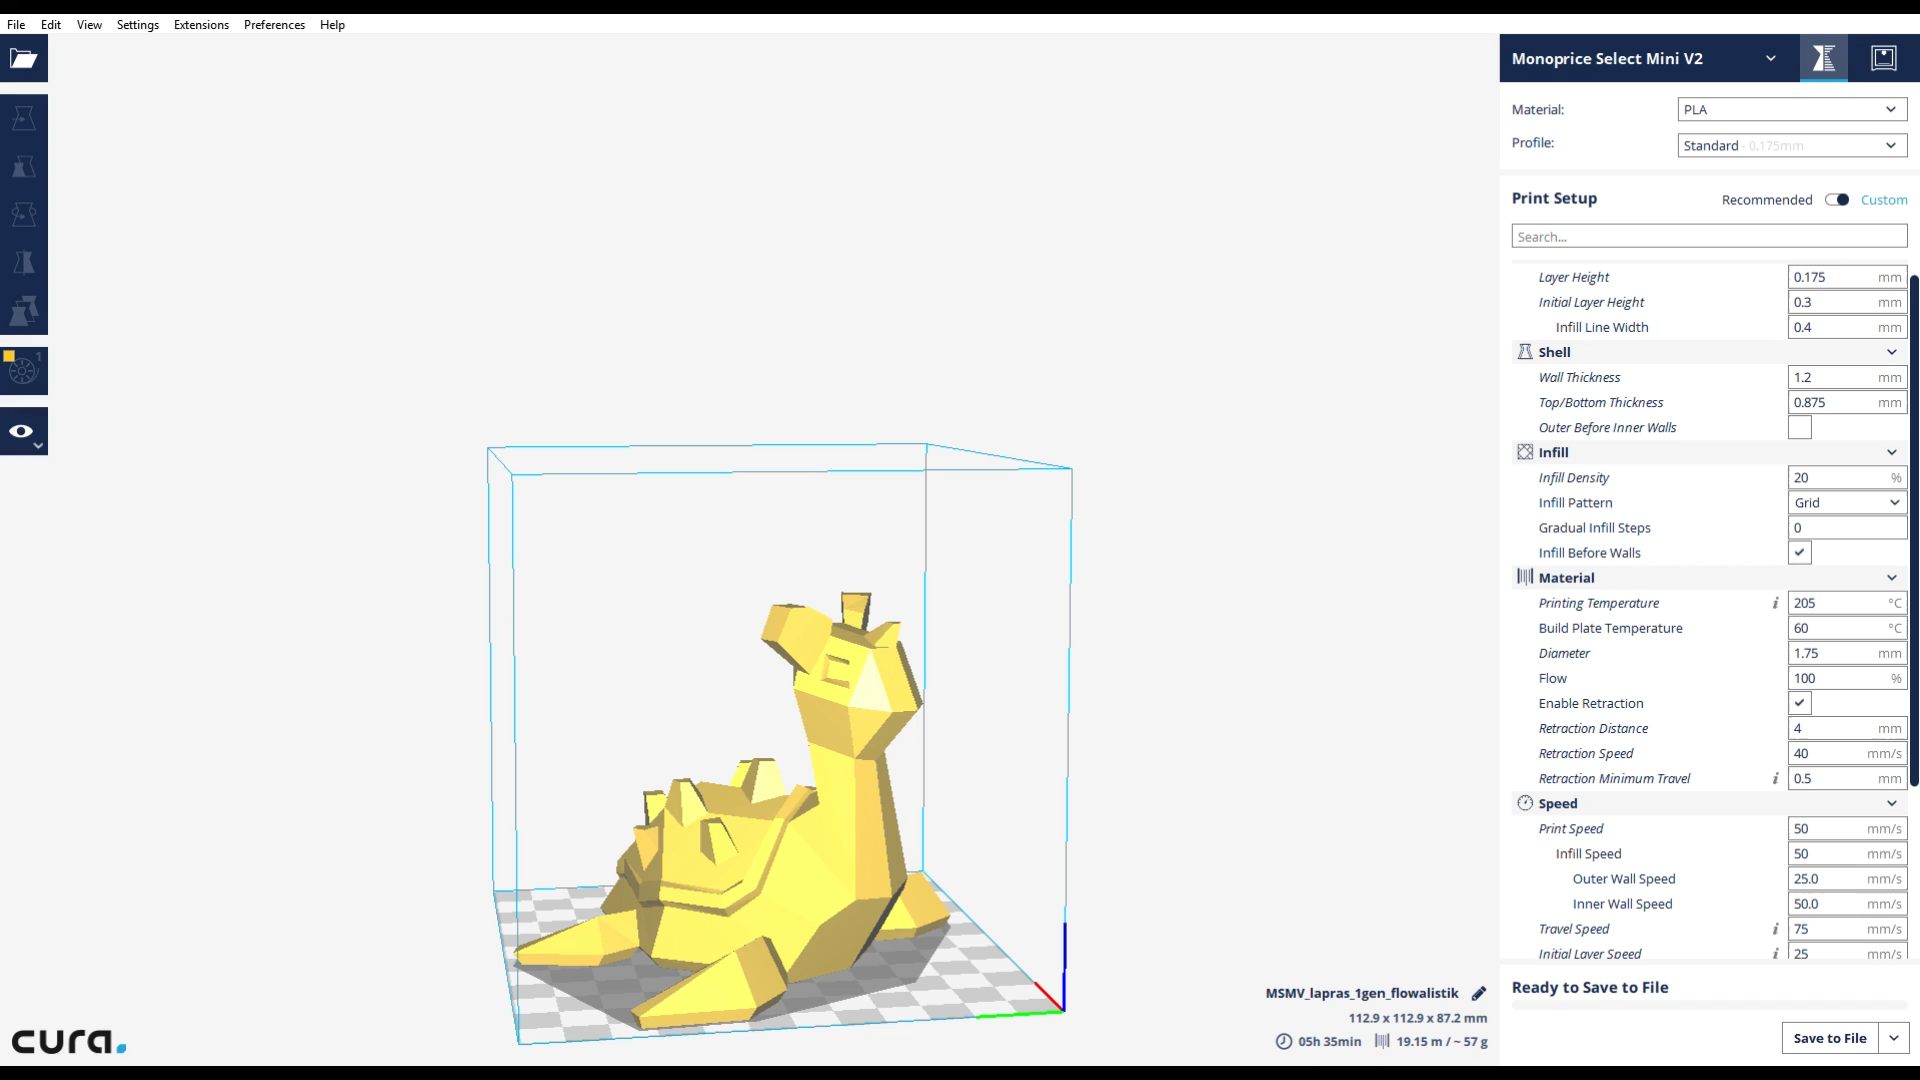 File Edit View Settings Extensions Preferences Help
Monoprice Select Mini V2
Material: PLA
Profile: Standard - 0.175mm
Print Setup Recommended Custom
Search...
Layer Height 0.175 mm
Initial Layer Height 0.3 mm
Infill Line Width 0.4 mm
Shell
Wall Thickness 1.2 mm
Top/Bottom Thickness 0.875 mm
Outer Before Inner Walls
Infill
Infill Density 20 %
Infill Pattern Grid
Gradual Infill Steps 0
Infill Before Walls
Material
Printing Temperature i 205 °C
Build Plate Temperature 60 °C
Diameter 1.75 mm
Flow 100 %
Enable Retraction
Retraction Distance 4 mm
Retraction Speed 40 mm/s
Retraction Minimum Travel i 0.5 mm
Speed
Print Speed 50 mm/s
Infill Speed 50 mm/s
Outer Wall Speed 25.0 mm/s
Inner Wall Speed 50.0 mm/s
Travel Speed i 75 mm/s
Initial Layer Speed i 25 mm/s
Ready to Save to File
Save to File
1
MSMV_lapras_1gen_flowalistik
112.9 x 112.9 x 87.2 mm
05h 35min 19.15 m / ~ 57 g
cura.